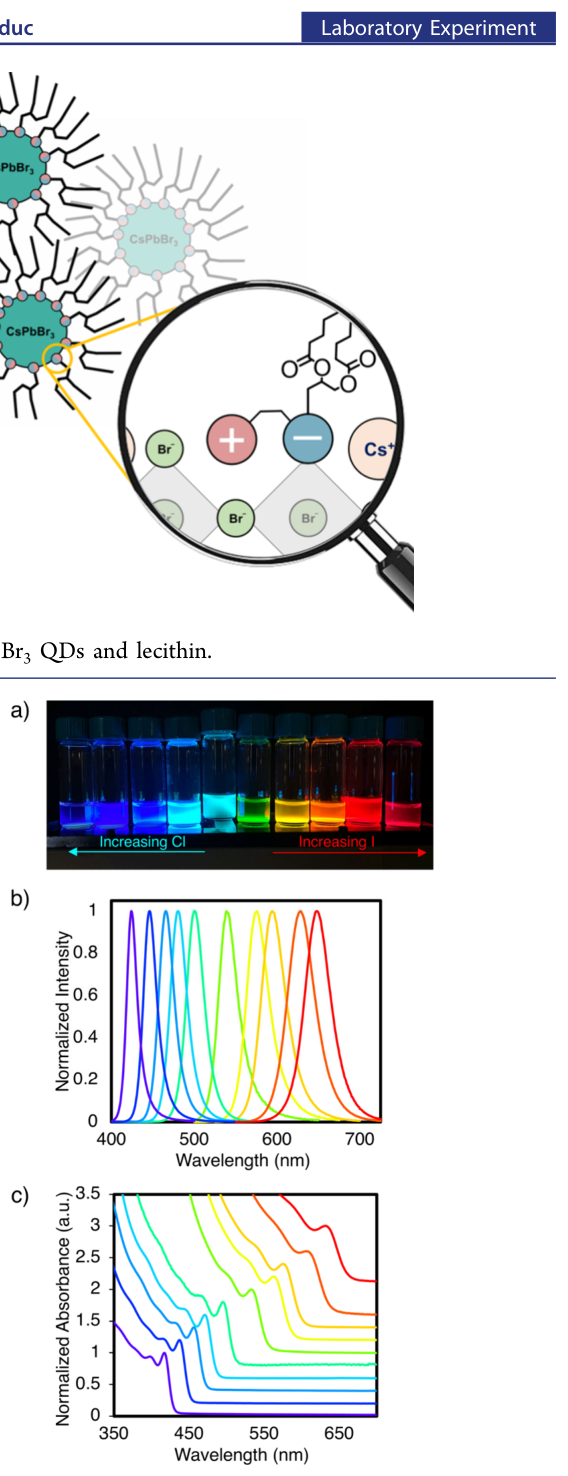 duc
Laboratory Experiment
PbBr3
CsPbBr3
CsPbBr3
O
O
O
O
+
−
Br-
Cs+
Br-
Br-
Br-
Br3 QDs and lecithin.
a)
Increasing Cl
Increasing I
b)
Normalized Intensity
1
0.8
0.6
0.4
0.2
0
400
500
600
700
Wavelength (nm)
c)
Normalized Absorbance (a.u.)
3.5
3
2.5
2
1.5
1
0.5
0
350
450
550
650
Wavelength (nm)